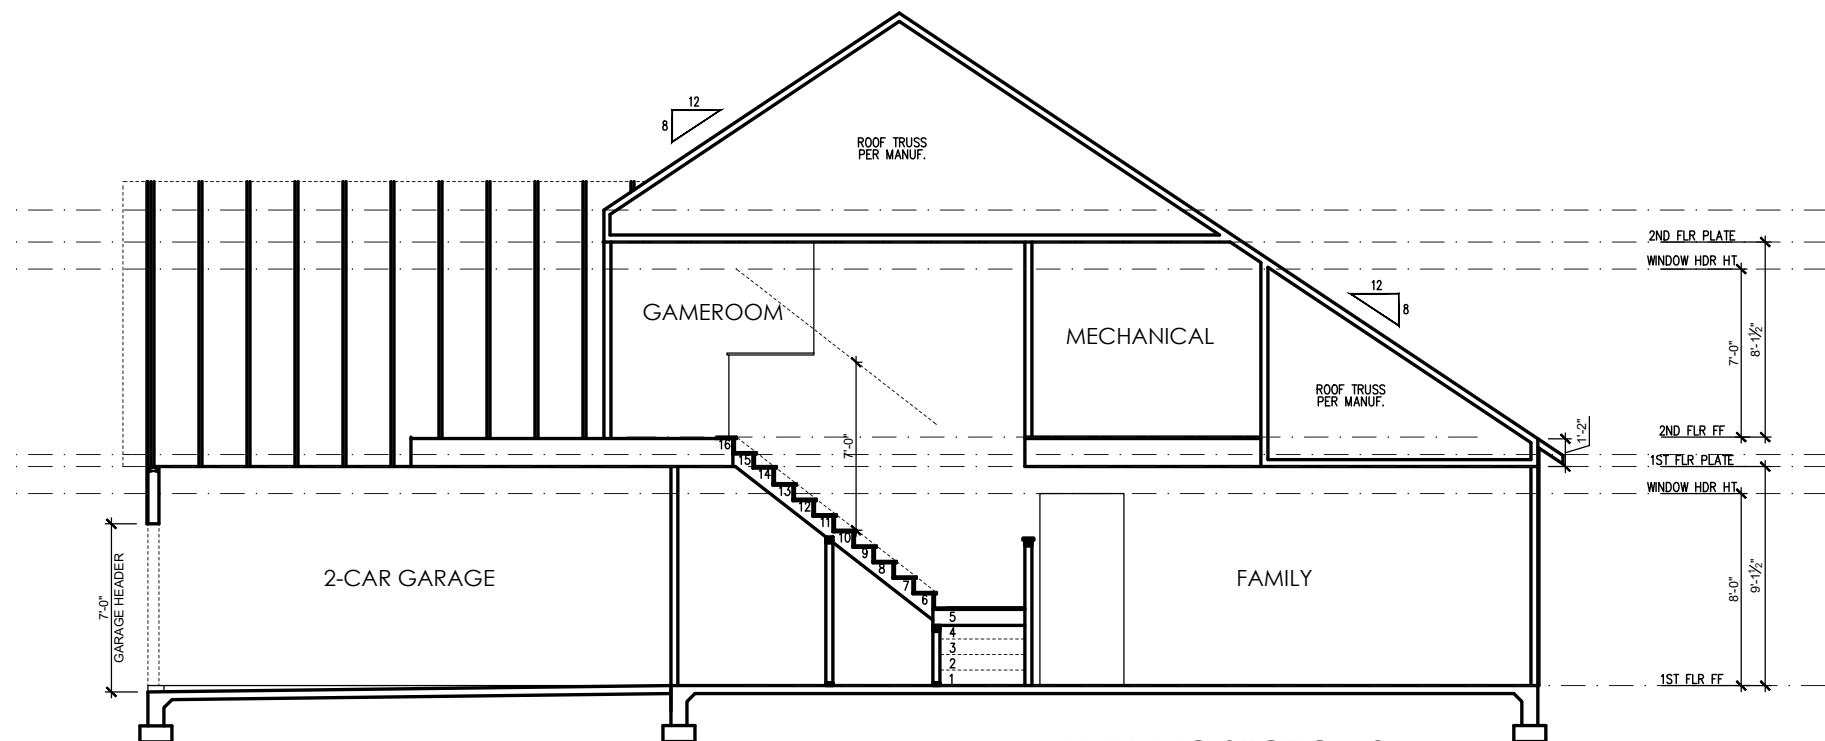 12
8
ROOF TRUSS
PER MANUF.
2ND FLR PLATE
WINDOW HDR HT.
12
8
GAMEROOM
MECHANICAL
7'-0"
8'-1½"
ROOF TRUSS
PER MANUF.
1'-2"
2ND FLR FF
7'-0"
1ST FLR PLATE
WINDOW HDR HT.
16
15
14
13
12
11
10
9
8
7
6
5
4
3
2
1
2-CAR GARAGE
FAMILY
7'-0"
GARAGE HEADER
8'-0"
9'-1½"
1ST FLR FF